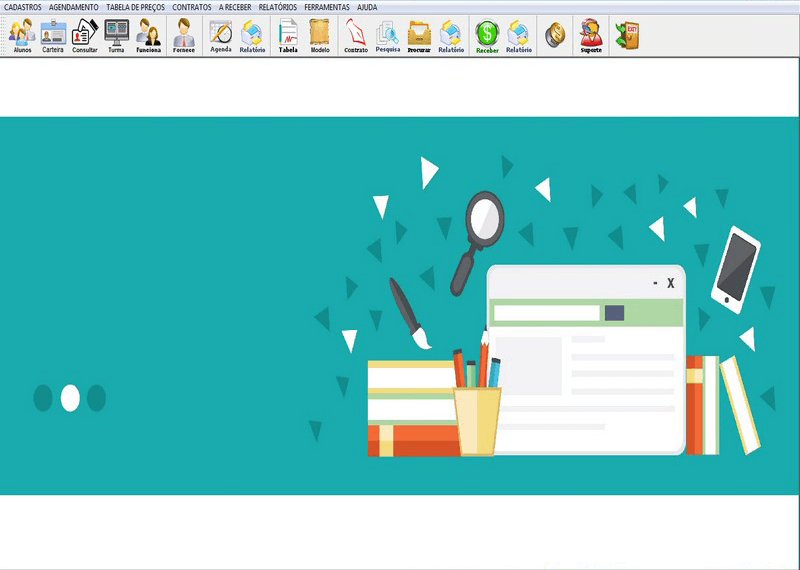 CADASTROS AGENDAMENTO TABELA DE PREÇOS CONTRATOS A RECEBER RELATÓRIOS FERRAMENTAS AJUDA
Alunos Carteira Consultar Turma Funciona Fornece Agenda Relatório Tabela Modelo Contrato Pesquisa Procurar Relatório Receber Relatório Suporte EXIT
- X